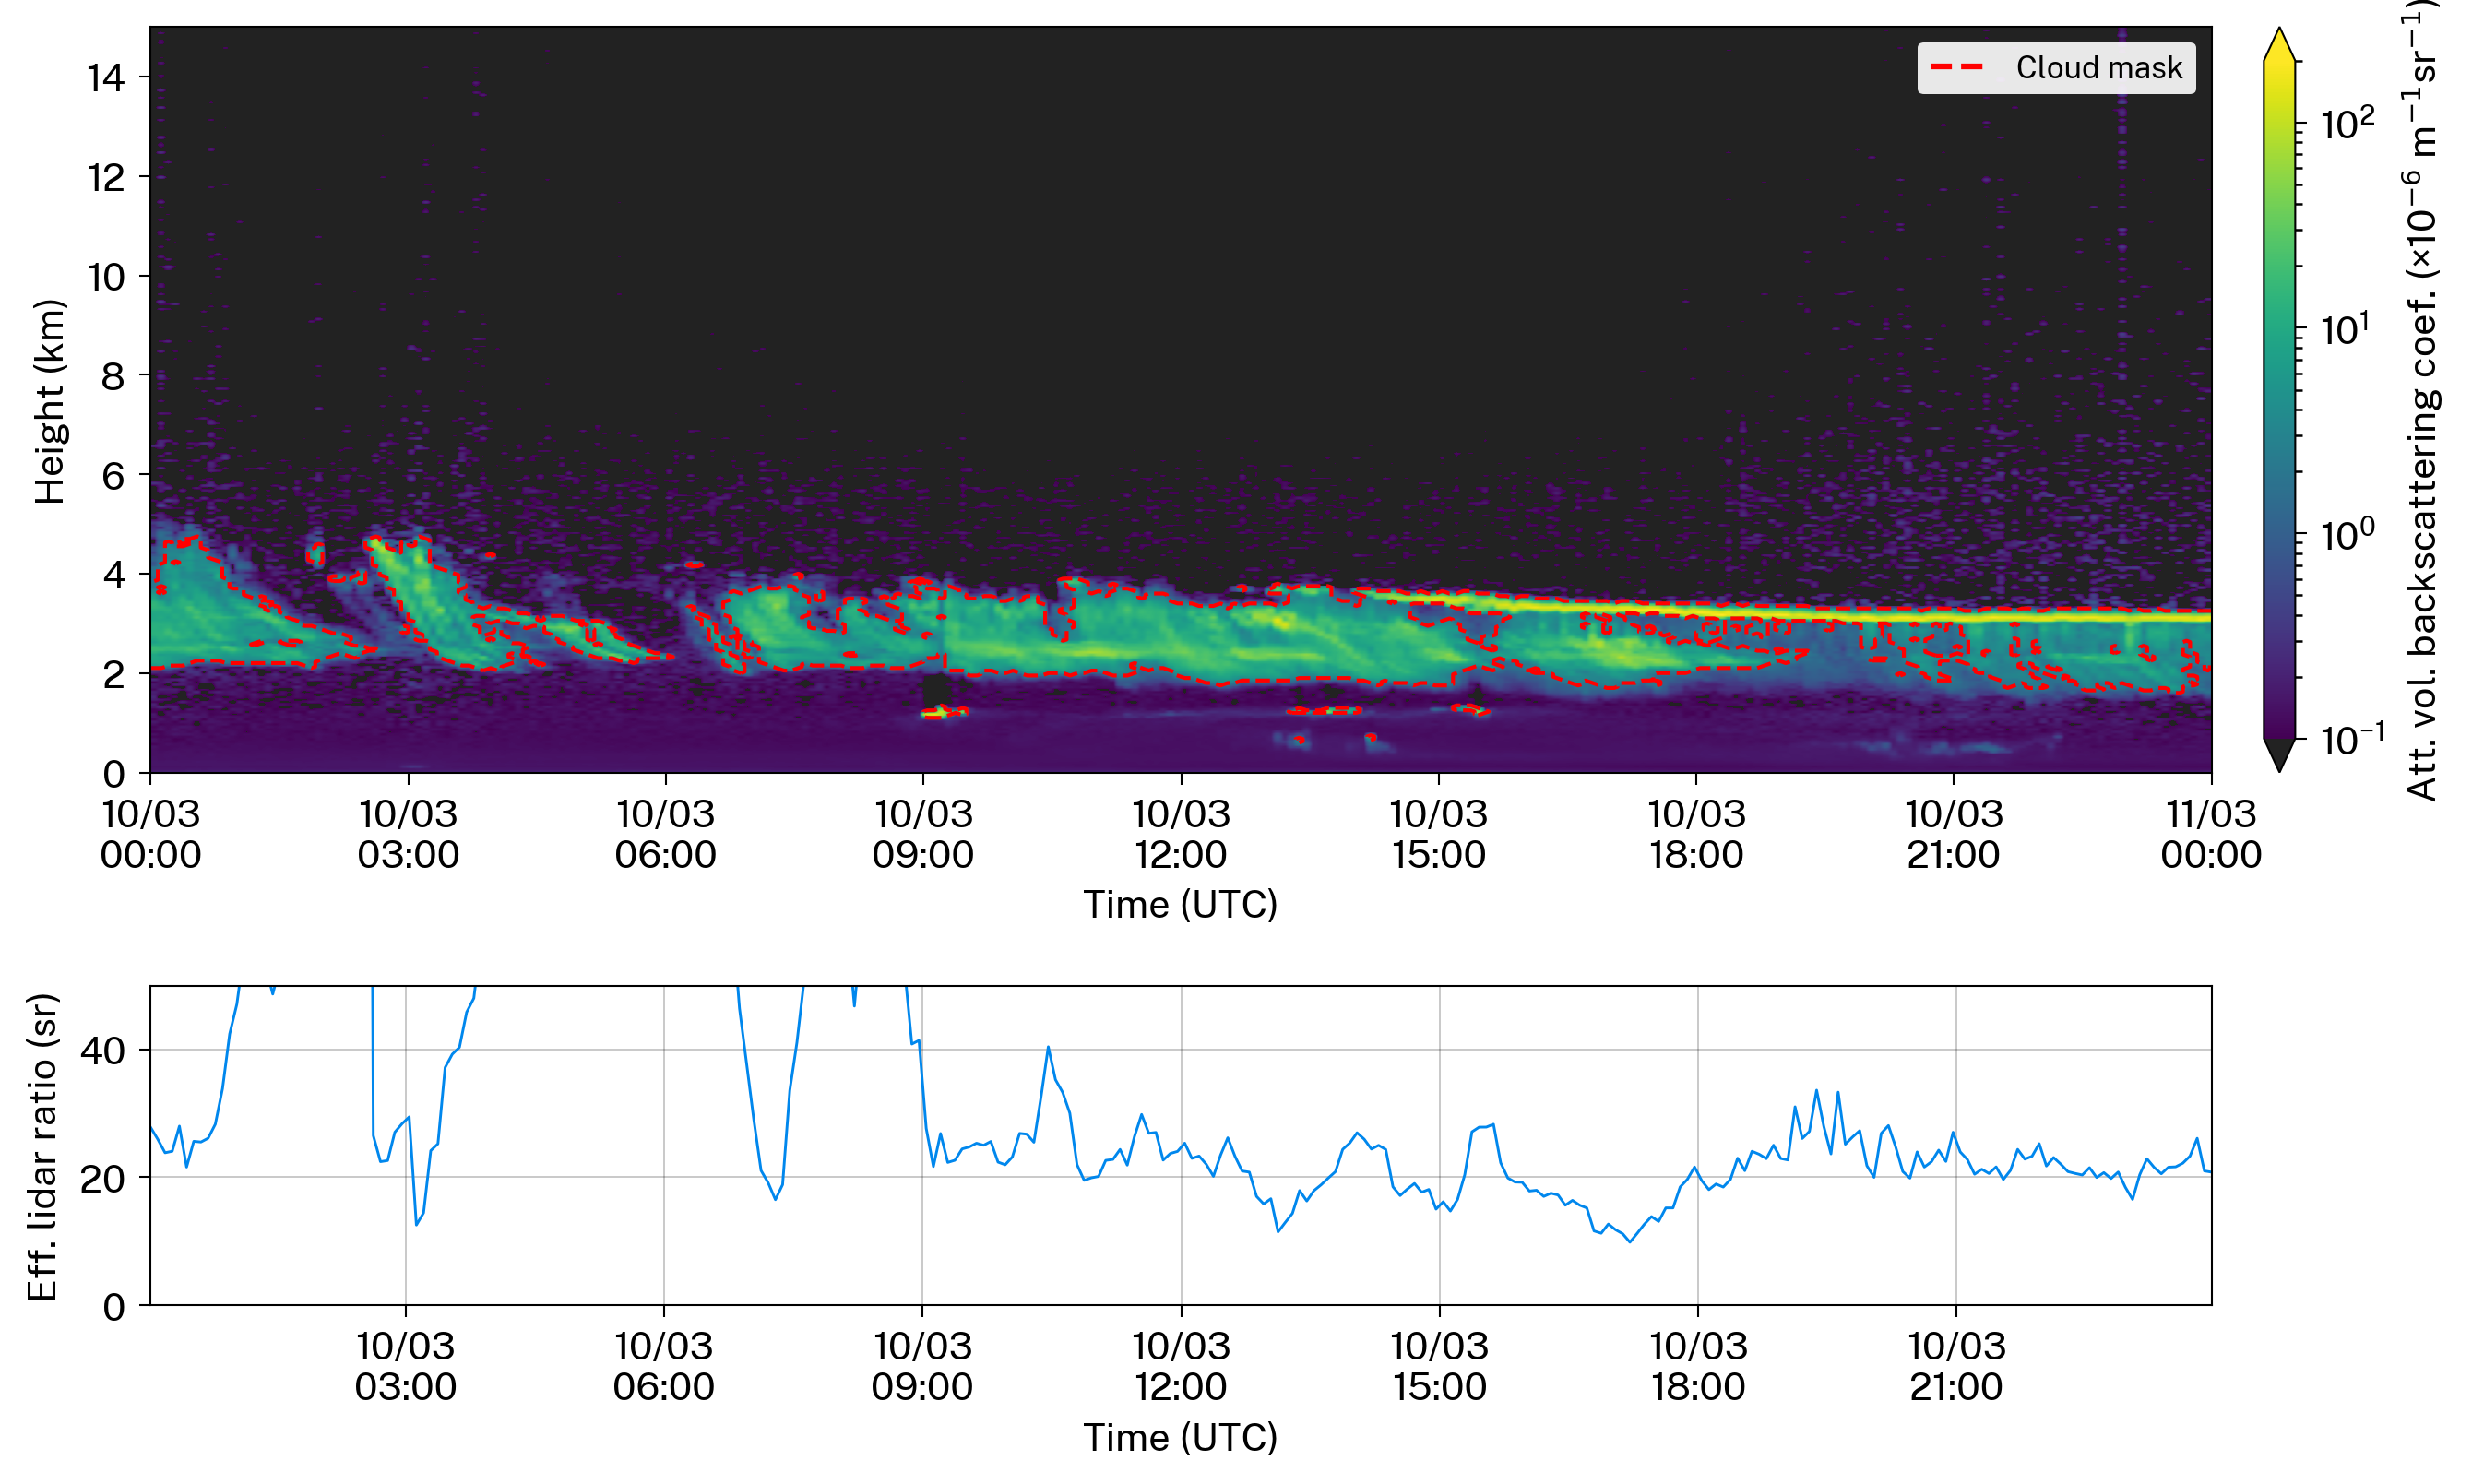 14
12
10
8
6
4
2
0
Height (km)
Cloud mask
10²
10¹
10⁰
10⁻¹
Att. vol. backscattering coef. (×10⁻⁶ m⁻¹sr⁻¹)
10/03 10/03 10/03 10/03 10/03 10/03 10/03 10/03 11/03
00:00 03:00 06:00 09:00 12:00 15:00 18:00 21:00 00:00
Time (UTC)
40
20
0
Eff. lidar ratio (sr)
10/03 10/03 10/03 10/03 10/03 10/03 10/03
03:00 06:00 09:00 12:00 15:00 18:00 21:00
Time (UTC)